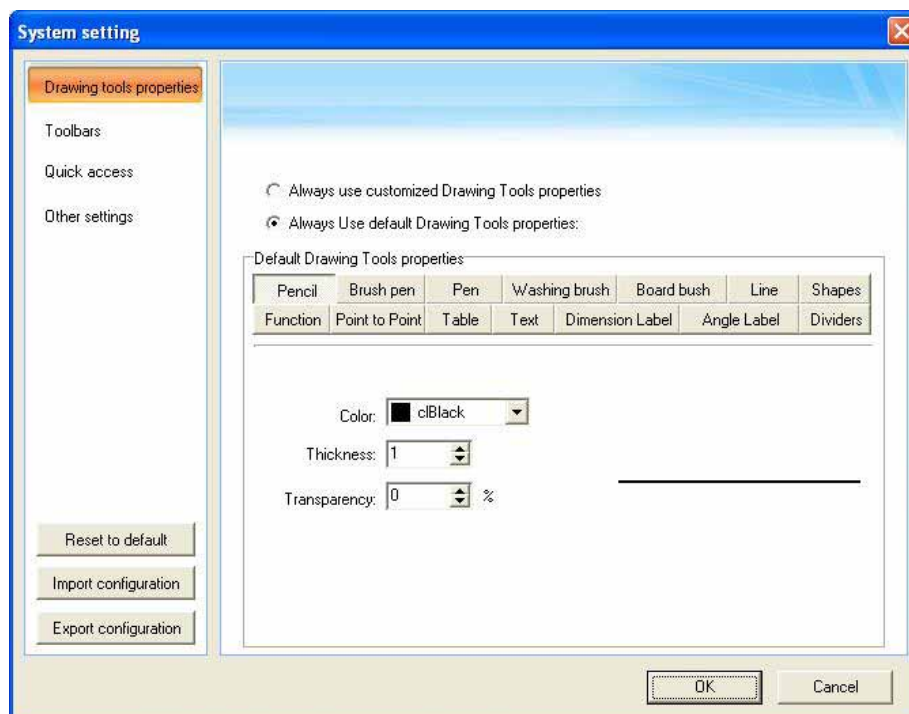 System setting
Drawing tools properties
Toolbars
Quick access
Other settings
Reset to default
Import configuration
Export configuration
Always use customized Drawing Tools properties
Always Use default Drawing Tools properties:
Default Drawing Tools properties
Pencil Brush pen Pen Washing brush Board bush Line Shapes
Function Point to Point Table Text Dimension Label Angle Label Dividers
Color: clBlack
Thickness: 1
Transparency: 0 %
OK Cancel